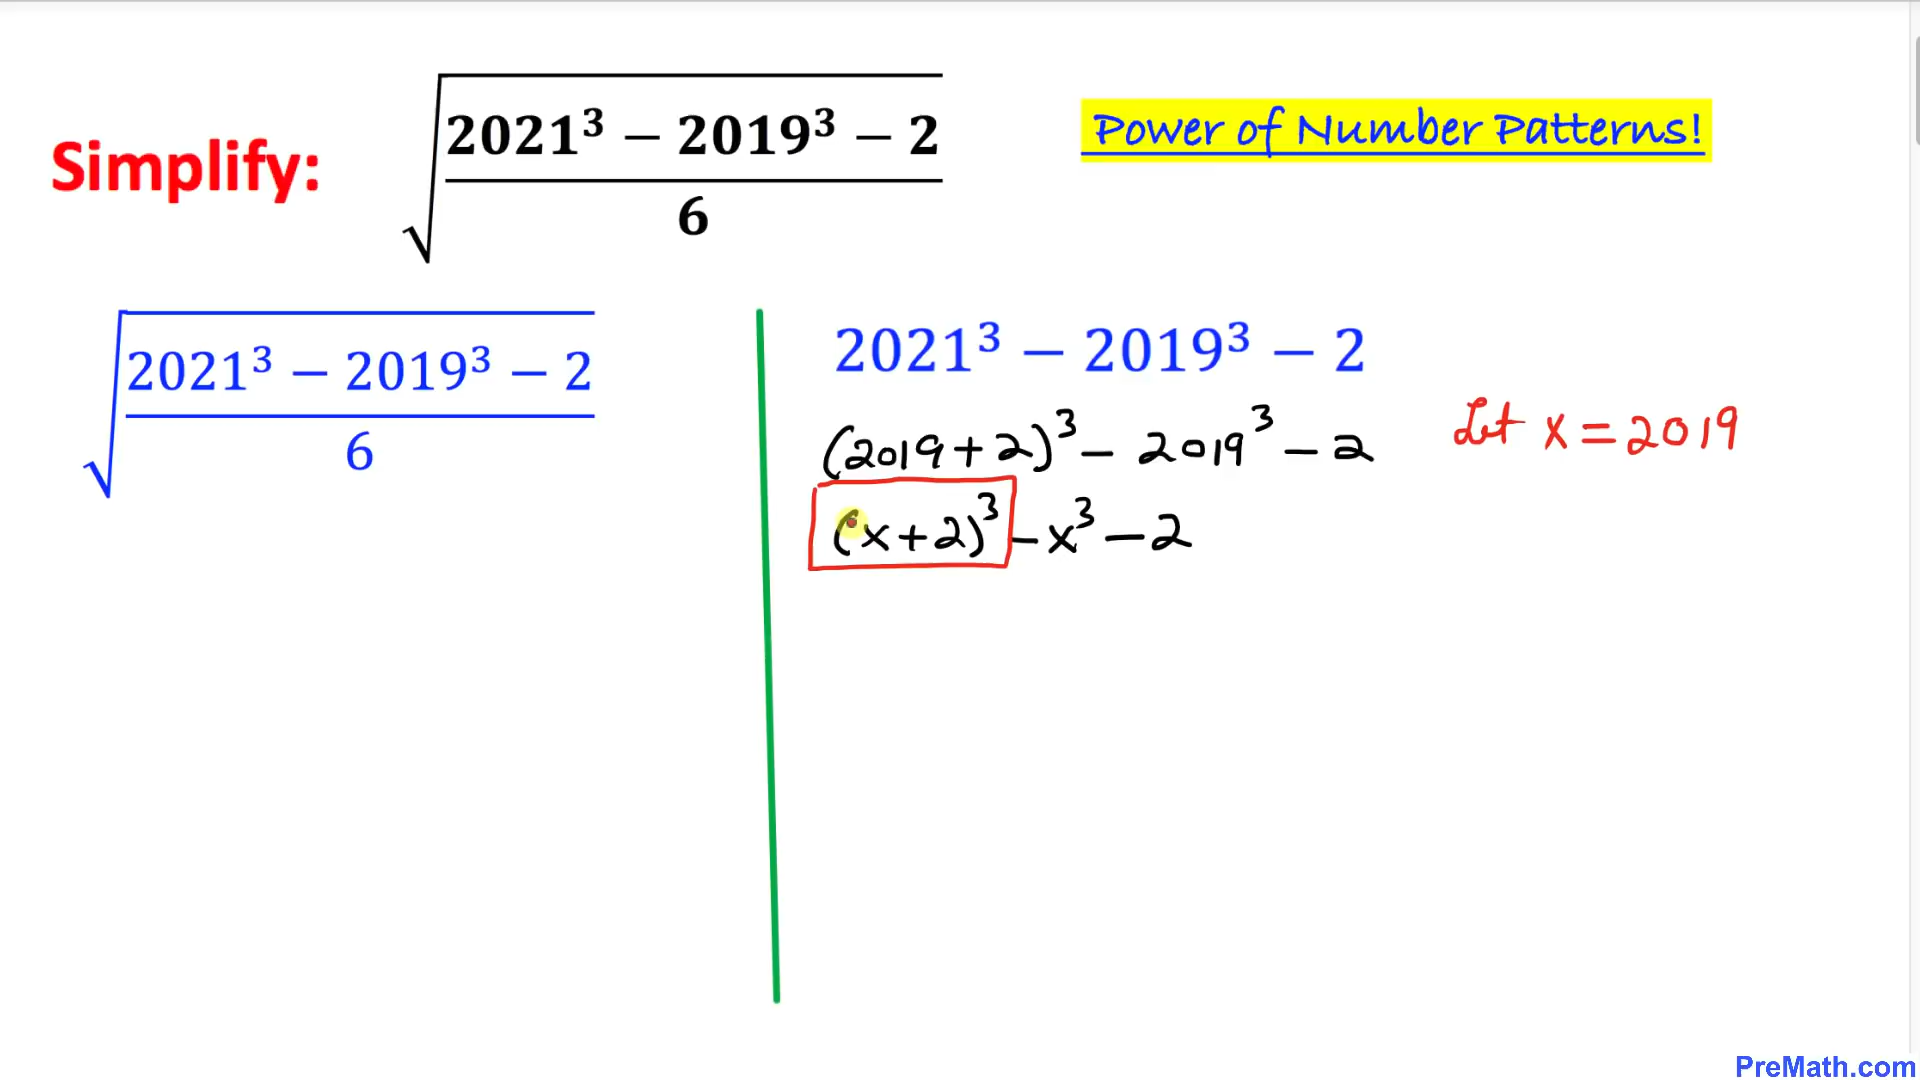 Simplify: √((2021³ − 2019³ − 2)/6)
Power of Number Patterns!
√((2021³ − 2019³ − 2)/6)
2021³ − 2019³ − 2
(2019+2)³ − 2019³ − 2
Let x = 2019
(x+2)³ − x³ − 2
PreMath.com